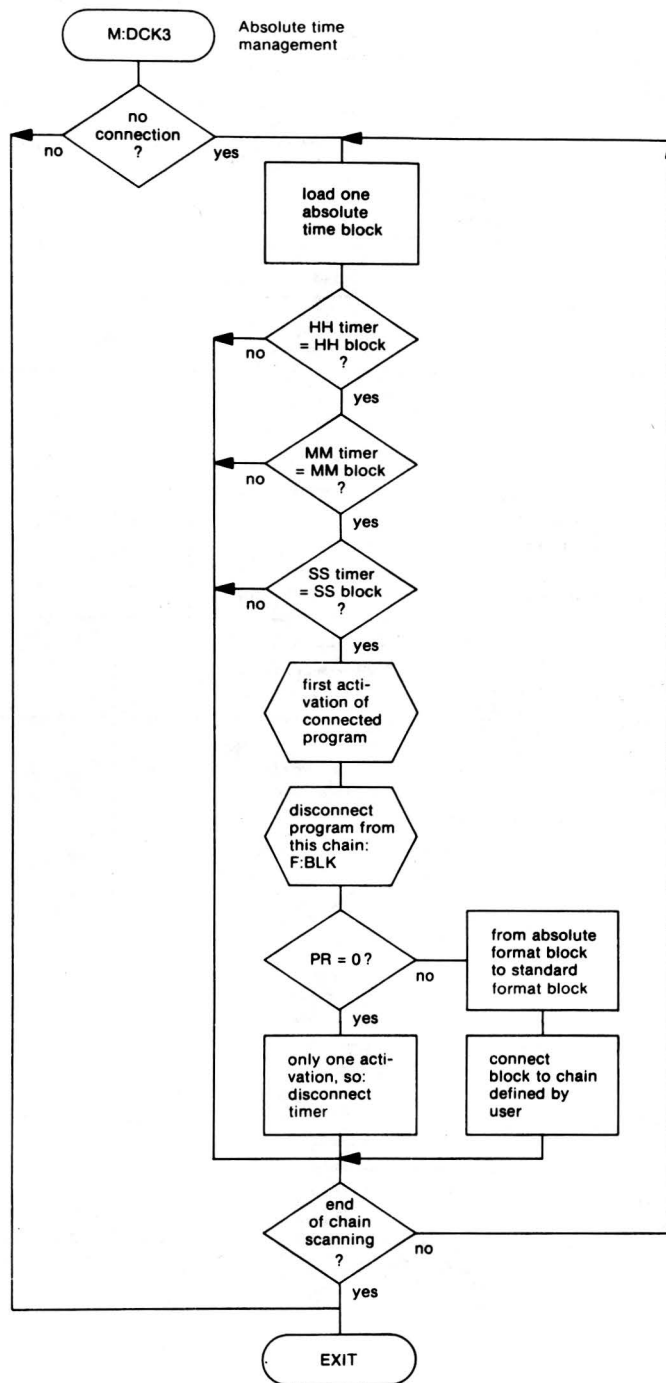 M:DCK3
Absolute time
management
no
connection
?
no
yes
load one
absolute
time block
HH timer
= HH block
?
no
yes
MM timer
= MM block
?
no
yes
SS timer
= SS block
?
no
yes
first acti-
vation of
connected
program
disconnect
program from
this chain:
F:BLK
PR = 0 ?
no
yes
from absolute
format block
to standard
format block
only one acti-
vation, so:
disconnect
timer
connect
block to chain
defined by
user
end
of chain
scanning
?
no
yes
EXIT